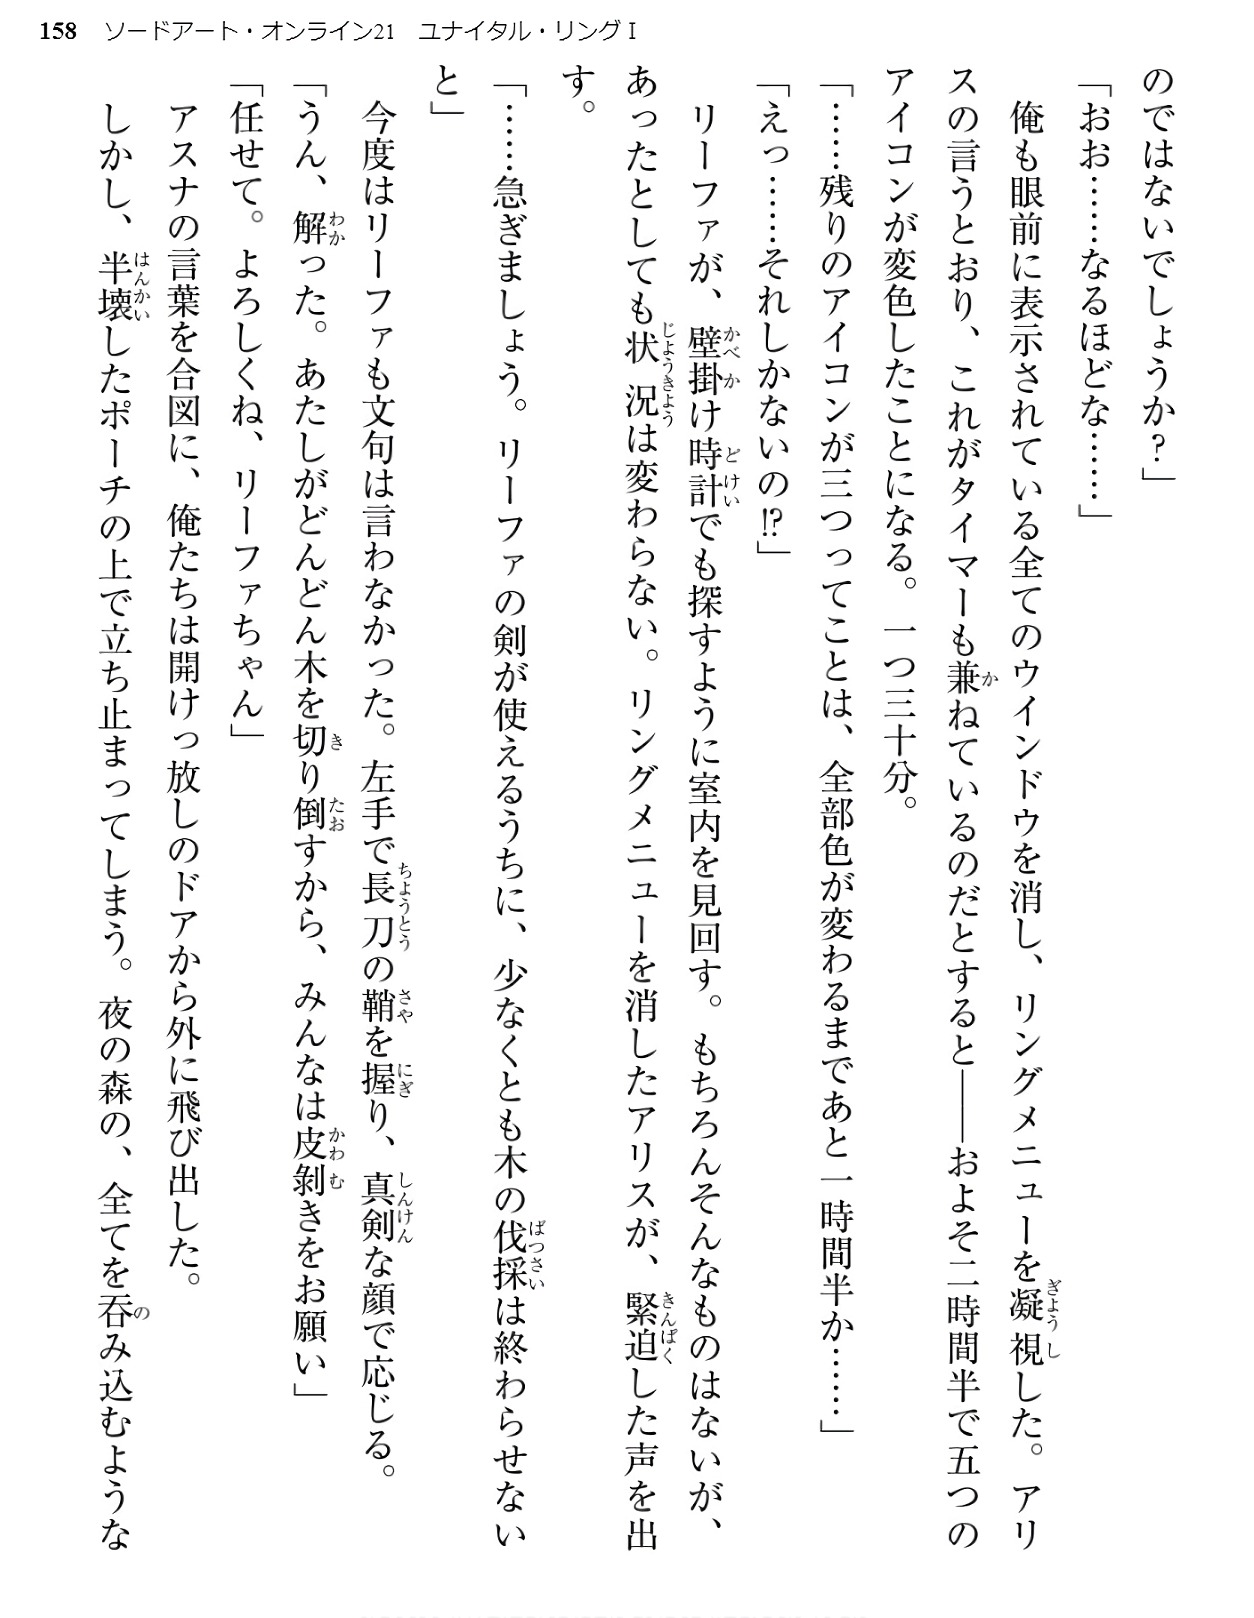 158 ソードアート・オンライン21 ユナイタル・リングⅠ
のではないでしょうか？」
「おお……なるほどな……」
　俺も眼前に表示されている全てのウインドウを消し、リングメニューを凝視した。アリ
スの言うとおり、これがタイマーも兼ねているのだとすると――およそ二時間半で五つの
アイコンが変色したことになる。一つ三十分。
「……残りのアイコンが三つってことは、全部色が変わるまであと一時間半か……」
「えっ……それしかないの!?」
　リーファが、壁掛け時計でも探すように室内を見回す。もちろんそんなものはないが、
あったとしても状況は変わらない。リングメニューを消したアリスが、緊迫した声を出
す。
「……急ぎましょう。リーファの剣が使えるうちに、少なくとも木の伐採は終わらせない
と」
　今度はリーファも文句は言わなかった。左手で長刀の鞘を握り、真剣な顔で応じる。
「うん、解った。あたしがどんどん木を切り倒すから、みんなは皮剝きをお願い」
「任せて。よろしくね、リーファちゃん」
　アスナの言葉を合図に、俺たちは開けっ放しのドアから外に飛び出した。
　しかし、半壊したポーチの上で立ち止まってしまう。夜の森の、全てを吞み込むような